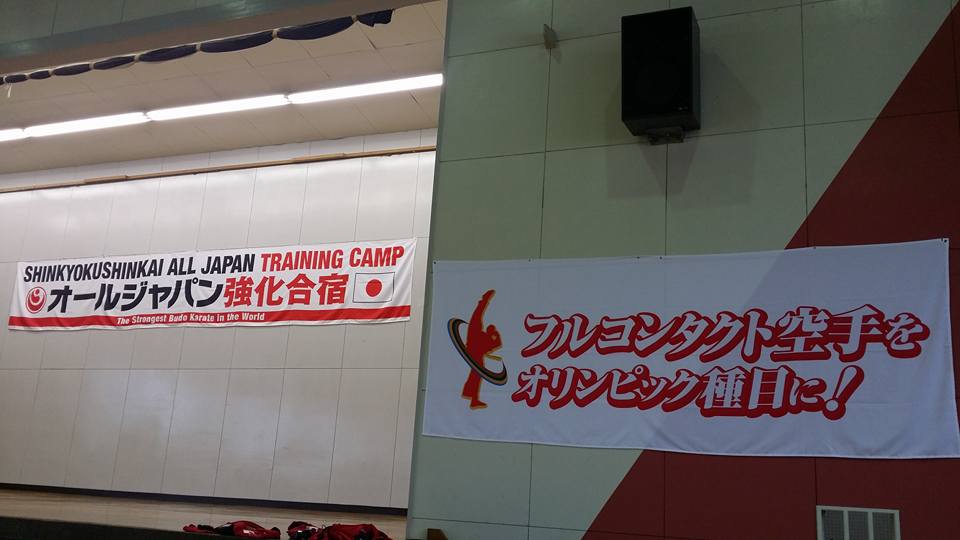 SHINKYOKUSHINKAI ALL JAPAN TRAINING CAMP
オールジャパン強化合宿
The Strongest Budo Karate in the World
フルコンタクト空手を
オリンピック種目に!